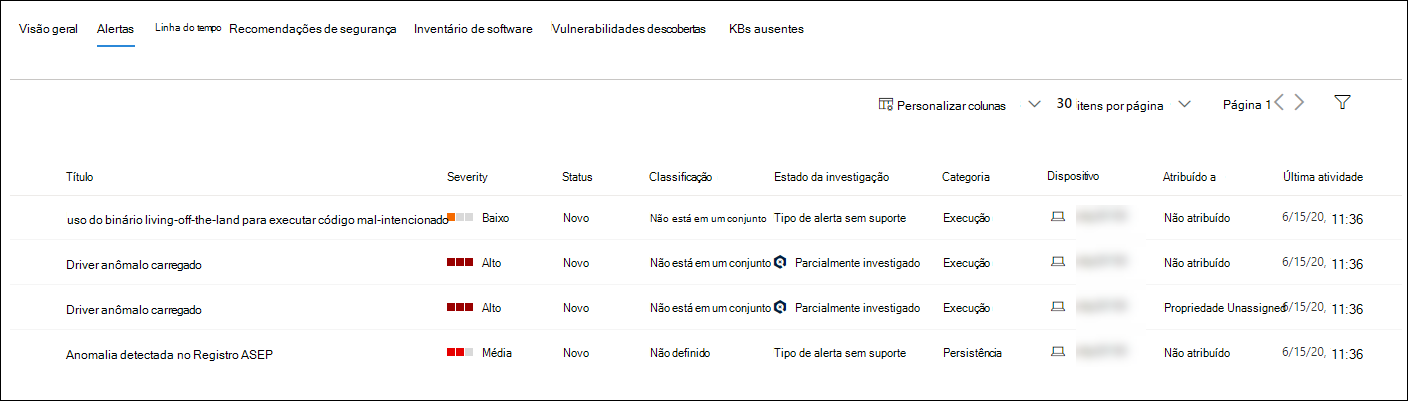 Visão geral Alertas Linha do tempo Recomendações de segurança Inventário de software Vulnerabilidades descobertas KBs ausentes
Personalizar colunas 30 itens por página Página 1
Título Severity Status Classificação Estado da investigação Categoria Dispositivo Atribuído a Última atividade
uso do binário living-off-the-land para executar código mal-intencionado Baixo Novo Não está em um conjunto Tipo de alerta sem suporte Execução Não atribuído 6/15/20, 11:36
Driver anômalo carregado Alto Novo Não está em um conjunto Parcialmente investigado Execução Não atribuído 6/15/20, 11:36
Driver anômalo carregado Alto Novo Não está em um conjunto Parcialmente investigado Execução Propriedade Unassigned 6/15/20, 11:36
Anomalia detectada no Registro ASEP Média Novo Não definido Tipo de alerta sem suporte Persistência Não atribuído 6/15/20, 11:36